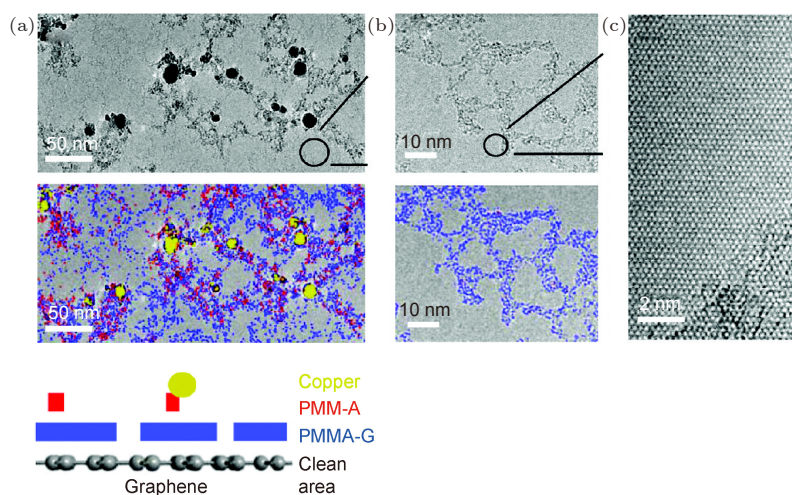 (a)
(b)
(c)
50 nm
10 nm
50 nm
10 nm
2 nm
Copper
PMM-A
PMMA-G
Clean
area
Graphene